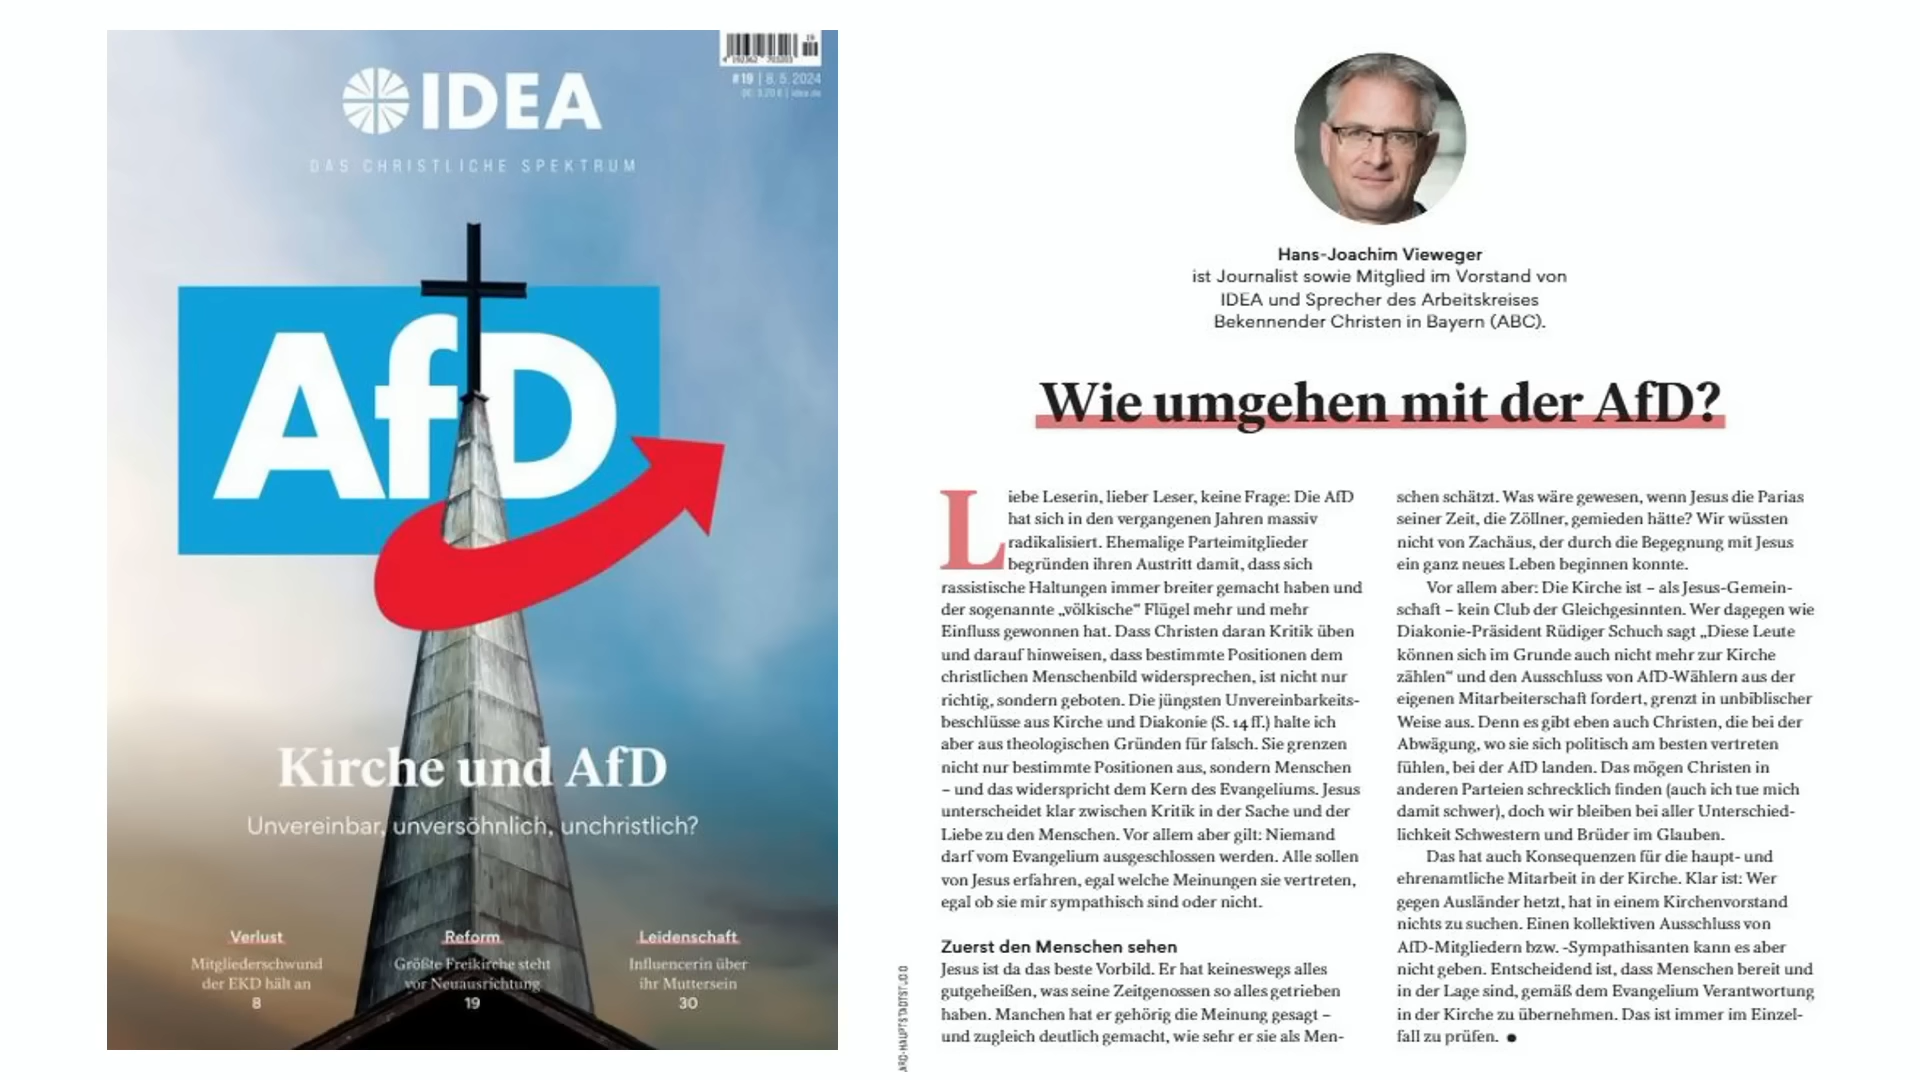 #19 | 8. 5. 2024
IDEA
DAS CHRISTLICHE SPEKTRUM
AfD
Kirche und AfD
Unvereinbar, unversöhnlich, unchristlich?
Verlust
Mitgliederschwund
der EKD hält an
8
Reform
Größte Freikirche steht
vor Neuausrichtung
19
Leidenschaft
Influencerin über
ihr Muttersein
30
Hans-Joachim Vieweger
ist Journalist sowie Mitglied im Vorstand von
IDEA und Sprecher des Arbeitskreises
Bekennender Christen in Bayern (ABC).
Wie umgehen mit der AfD?
Liebe Leserin, lieber Leser, keine Frage: Die AfD
hat sich in den vergangenen Jahren massiv
radikalisiert. Ehemalige Parteimitglieder
begründen ihren Austritt damit, dass sich
rassistische Haltungen immer breiter gemacht haben und
der sogenannte „völkische“ Flügel mehr und mehr
Einfluss gewonnen hat. Dass Christen daran Kritik üben
und darauf hinweisen, dass bestimmte Positionen dem
christlichen Menschenbild widersprechen, ist nicht nur
richtig, sondern geboten. Die jüngsten Unvereinbarkeits-
beschlüsse aus Kirche und Diakonie (S. 14 ff.) halte ich
aber aus theologischen Gründen für falsch. Sie grenzen
nicht nur bestimmte Positionen aus, sondern Menschen
– und das widerspricht dem Kern des Evangeliums. Jesus
unterscheidet klar zwischen Kritik in der Sache und der
Liebe zu den Menschen. Vor allem aber gilt: Niemand
darf vom Evangelium ausgeschlossen werden. Alle sollen
von Jesus erfahren, egal welche Meinungen sie vertreten,
egal ob sie mir sympathisch sind oder nicht.
Zuerst den Menschen sehen
Jesus ist da das beste Vorbild. Er hat keineswegs alles
gutgeheißen, was seine Zeitgenossen so alles getrieben
haben. Manchen hat er gehörig die Meinung gesagt –
und zugleich deutlich gemacht, wie sehr er sie als Men-
schen schätzt. Was wäre gewesen, wenn Jesus die Parias
seiner Zeit, die Zöllner, gemieden hätte? Wir wüssten
nicht von Zachäus, der durch die Begegnung mit Jesus
ein ganz neues Leben beginnen konnte.
Vor allem aber: Die Kirche ist – als Jesus-Gemein-
schaft – kein Club der Gleichgesinnten. Wer dagegen wie
Diakonie-Präsident Rüdiger Schuch sagt „Diese Leute
können sich im Grunde auch nicht mehr zur Kirche
zählen“ und den Ausschluss von AfD-Wählern aus der
eigenen Mitarbeiterschaft fordert, grenzt in unbiblischer
Weise aus. Denn es gibt eben auch Christen, die bei der
Abwägung, wo sie sich politisch am besten vertreten
fühlen, bei der AfD landen. Das mögen Christen in
anderen Parteien schrecklich finden (auch ich tue mich
damit schwer), doch wir bleiben bei aller Unterschied-
lichkeit Schwestern und Brüder im Glauben.
Das hat auch Konsequenzen für die haupt- und
ehrenamtliche Mitarbeit in der Kirche. Klar ist: Wer
gegen Ausländer hetzt, hat in einem Kirchenvorstand
nichts zu suchen. Einen kollektiven Ausschluss von
AfD-Mitgliedern bzw. -Sympathisanten kann es aber
nicht geben. Entscheidend ist, dass Menschen bereit und
in der Lage sind, gemäß dem Evangelium Verantwortung
in der Kirche zu übernehmen. Das ist immer im Einzel-
fall zu prüfen. ●
ARD-HAUPTSTADTSTUDIO